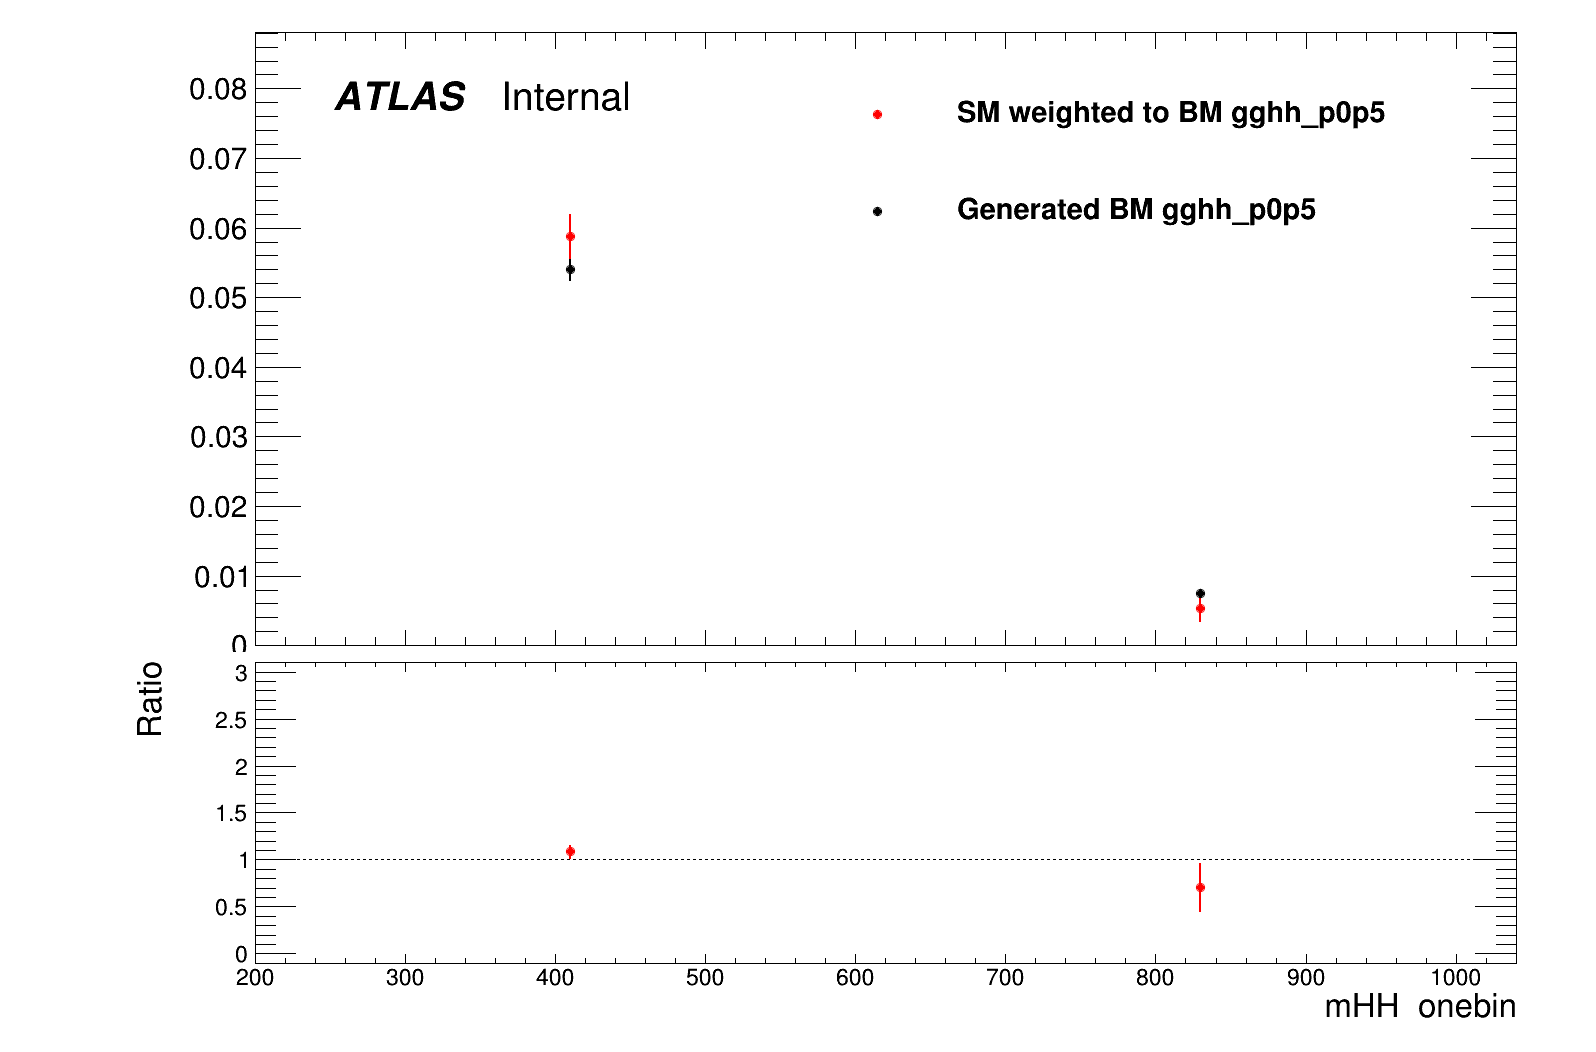 ATLAS Internal
SM weighted to BM gghh_p0p5
Generated BM gghh_p0p5
0.08
0.07
0.06
0.05
0.04
0.03
0.02
0.01
0
Ratio
3
2.5
2
1.5
1
0.5
0
200 300 400 500 600 700 800 900 1000
mHH onebin